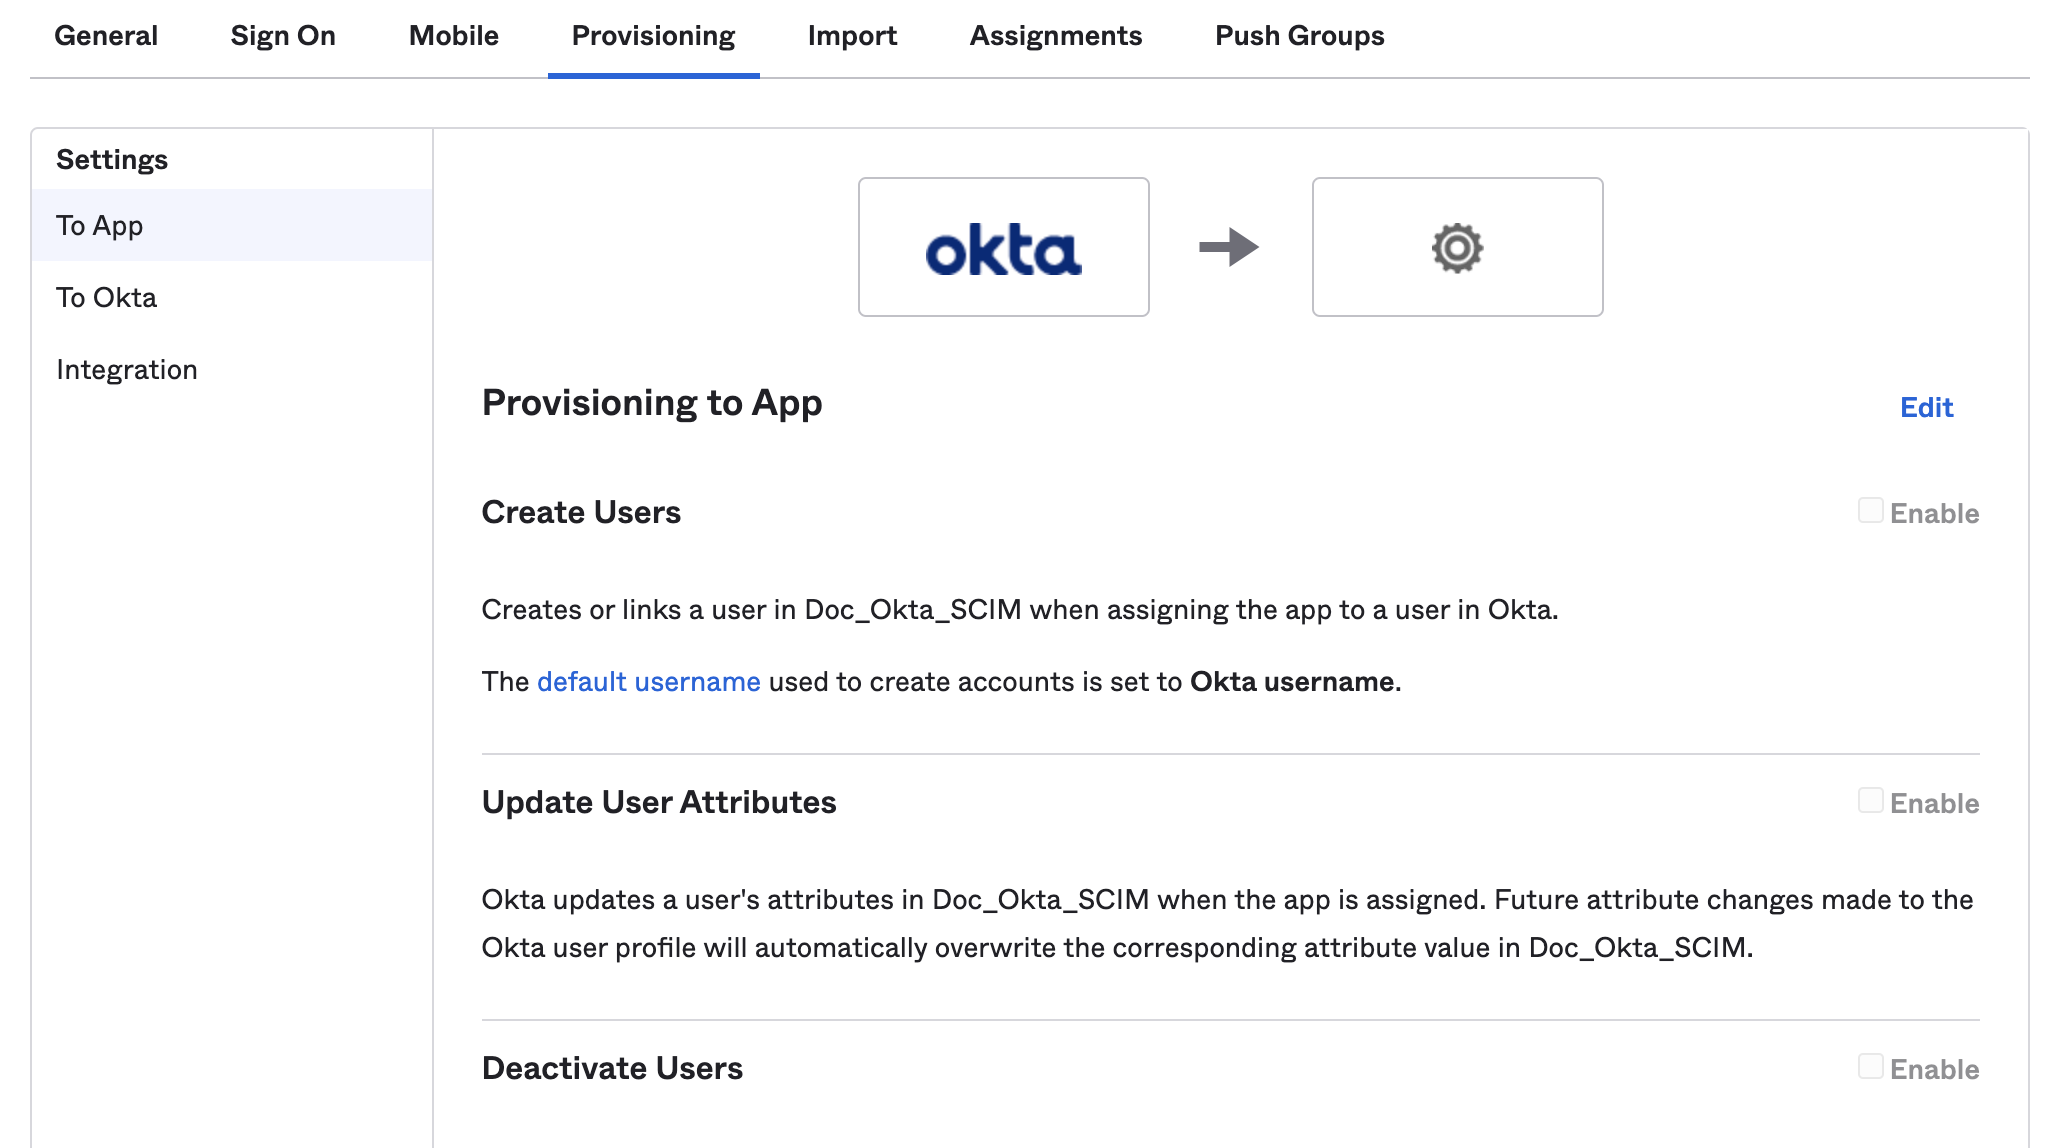 General Sign On Mobile Provisioning Import Assignments Push Groups
Settings
To App
To Okta
Integration
okta
Provisioning to App Edit
Create Users Enable
Creates or links a user in Doc_Okta_SCIM when assigning the app to a user in Okta.
The default username used to create accounts is set to Okta username.
Update User Attributes Enable
Okta updates a user's attributes in Doc_Okta_SCIM when the app is assigned. Future attribute changes made to the
Okta user profile will automatically overwrite the corresponding attribute value in Doc_Okta_SCIM.
Deactivate Users Enable